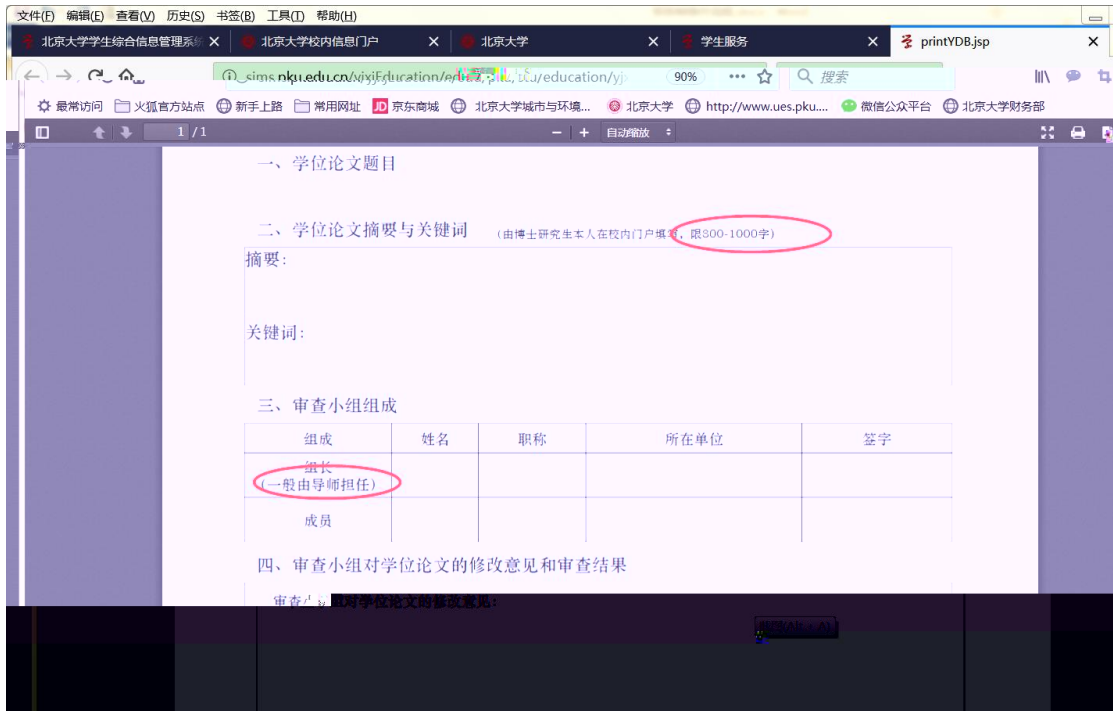 文件(F) 编辑(E) 查看(V) 历史(S) 书签(B) 工具(T) 帮助(H)
北京大学学生综合信息管理系统 北京大学校内信息门户 北京大学 学生服务 printYDB.jsp
90% 搜索
最常访问 火狐官方站点 新手上路 常用网址 JD 京东商城 北京大学城市与环境... 北京大学 http://www.ues.pku.... 微信公众平台 北京大学财务部
1 / 1 自动缩放
一、学位论文题目
二、学位论文摘要与关键词 (由博士研究生本人在校内门户填写, 限800-1000字)
摘要:
关键词:
三、审查小组组成
组成 姓名 职称 所在单位 签字
组长
(一般由导师担任)
成员
四、审查小组对学位论文的修改意见和审查结果
审查小组对学位论文的修改意见: